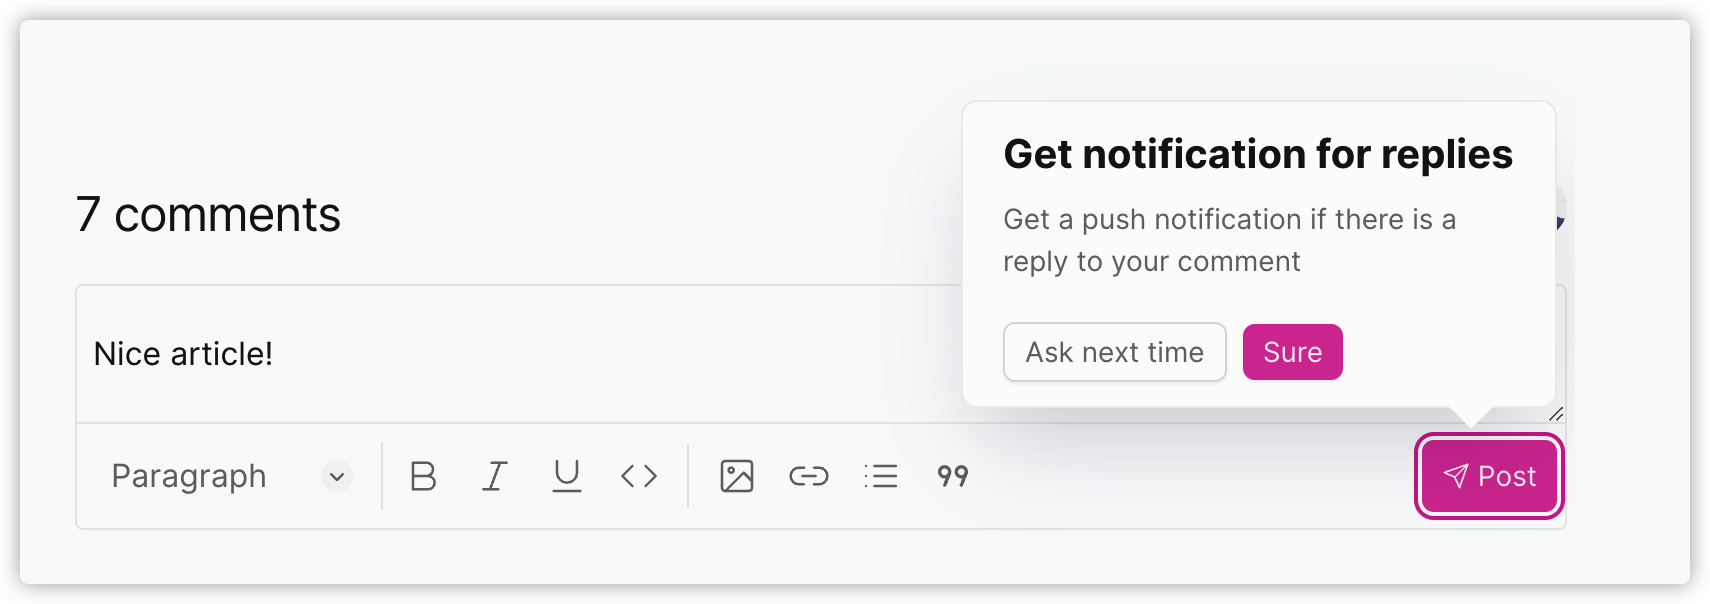 Get notification for replies
Get a push notification if there is a
reply to your comment
Ask next time
Sure
7 comments
Nice article!
Paragraph
B I U <> 99
Post